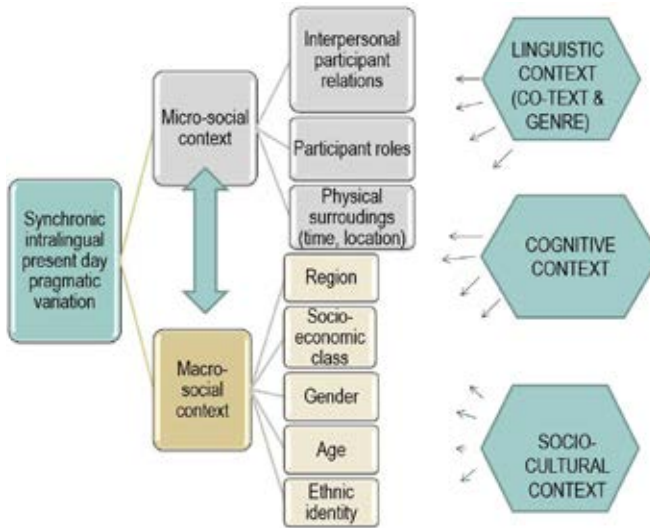 Synchronic
intralingual
present day
pragmatic
variation
Micro-social
context
Macro-
social
context
Interpersonal
participant
relations
Participant roles
Physical
surroudings
(time, location)
Region
Socio-
economic
class
Gender
Age
Ethnic
identity
LINGUISTIC
CONTEXT
(CO-TEXT &
GENRE)
COGNITIVE
CONTEXT
SOCIO-
CULTURAL
CONTEXT